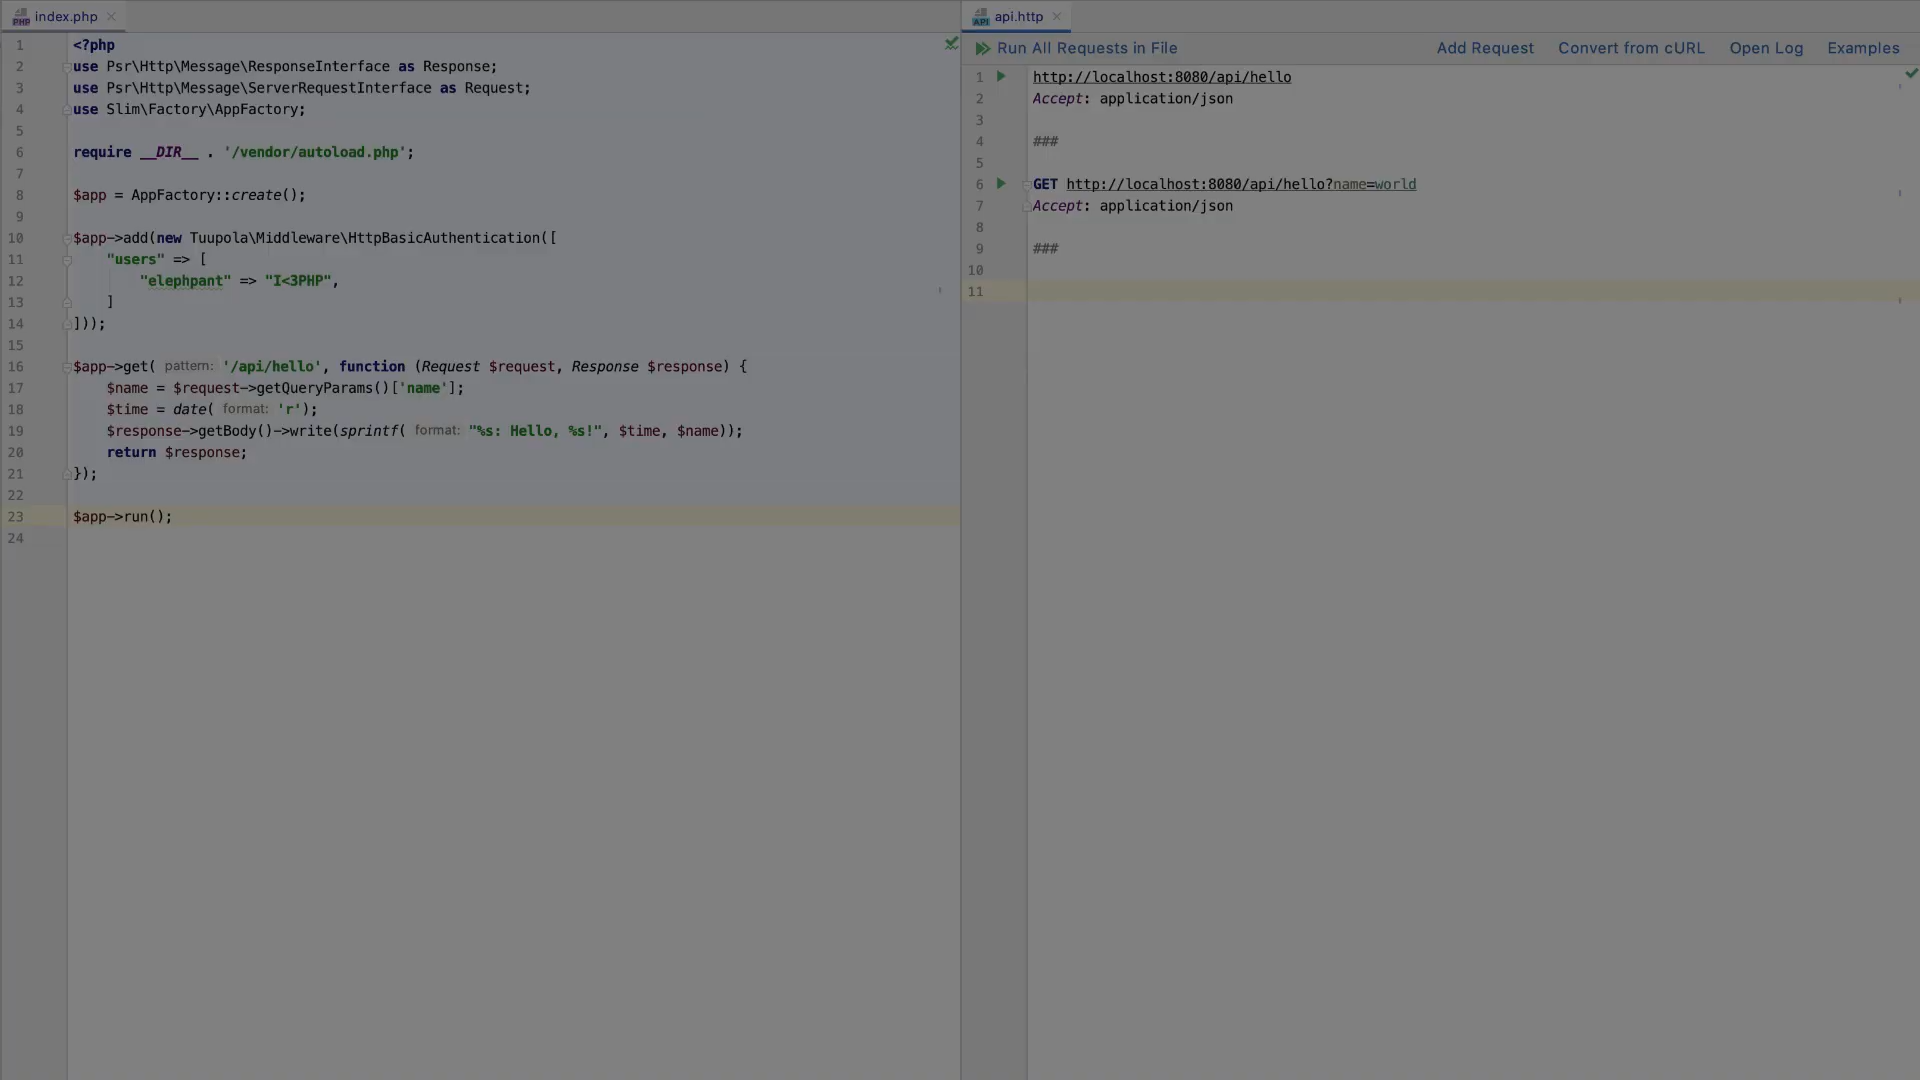 index.php
1 <?php
2 use Psr\Http\Message\ResponseInterface as Response;
3 use Psr\Http\Message\ServerRequestInterface as Request;
4 use Slim\Factory\AppFactory;
5
6 require __DIR__ . '/vendor/autoload.php';
7
8 $app = AppFactory::create();
9
10 $app->add(new Tuupola\Middleware\HttpBasicAuthentication([
11 "users" => [
12 "elephpant" => "I<3PHP",
13 ]
14 ]));
15
16 $app->get( pattern: '/api/hello', function (Request $request, Response $response) {
17 $name = $request->getQueryParams()['name'];
18 $time = date( format: 'r');
19 $response->getBody()->write(sprintf( format: "%s: Hello, %s!", $time, $name));
20 return $response;
21 });
22
23 $app->run();
24
api.http
Run All Requests in File Add Request Convert from cURL Open Log Examples
1 http://localhost:8080/api/hello
2 Accept: application/json
3
4 ###
5
6 GET http://localhost:8080/api/hello?name=world
7 Accept: application/json
8
9 ###
10
11